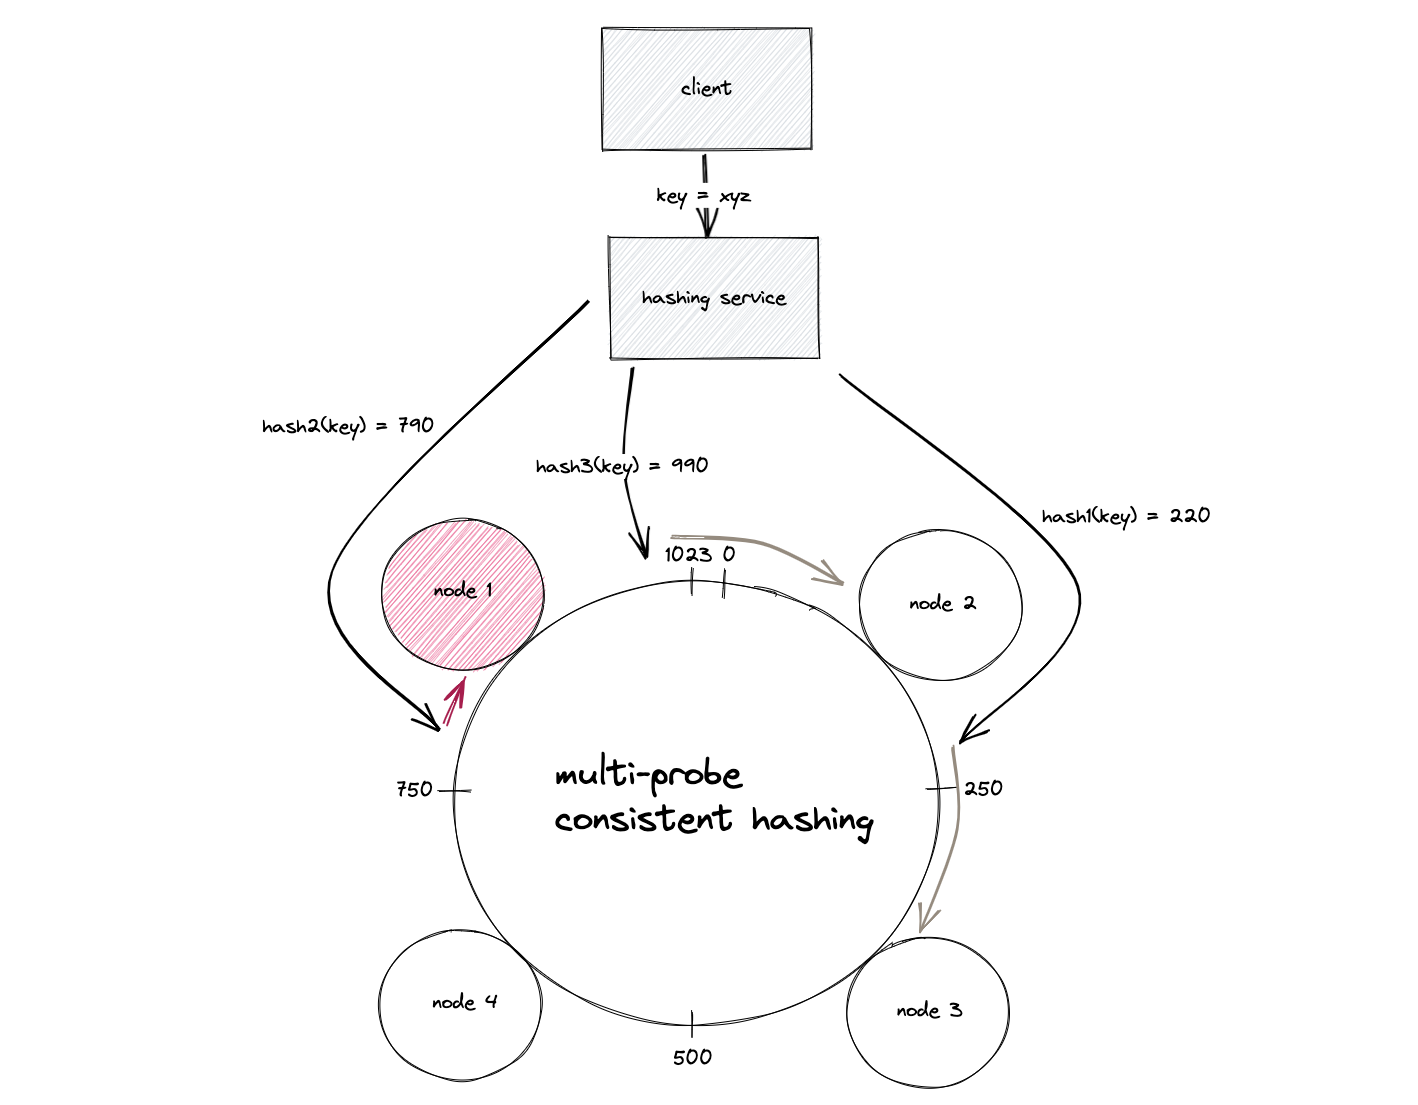 client
key = xyz
hashing service
hash2(key) = 790
hash3(key) = 990
hash1(key) = 220
1023 0
node 1
node 2
multi-probe
consistent hashing
750
250
node 4
node 3
500